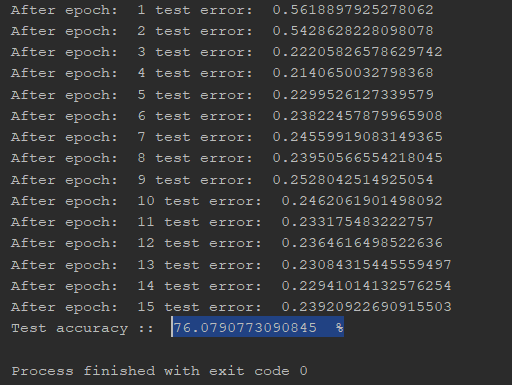 After epoch:  1 test error:  0.5618897925278062
After epoch:  2 test error:  0.5428628228098078
After epoch:  3 test error:  0.22205826578629742
After epoch:  4 test error:  0.2140650032798368
After epoch:  5 test error:  0.2299526127339579
After epoch:  6 test error:  0.23822457879965908
After epoch:  7 test error:  0.24559919083149365
After epoch:  8 test error:  0.23950566554218045
After epoch:  9 test error:  0.2528042514925054
After epoch:  10 test error:  0.2462061901498092
After epoch:  11 test error:  0.233175483222757
After epoch:  12 test error:  0.2364616498522636
After epoch:  13 test error:  0.23084315445559497
After epoch:  14 test error:  0.22941014132576254
After epoch:  15 test error:  0.23920922690915503
Test accuracy ::  76.0790773090845  %
Process finished with exit code 0